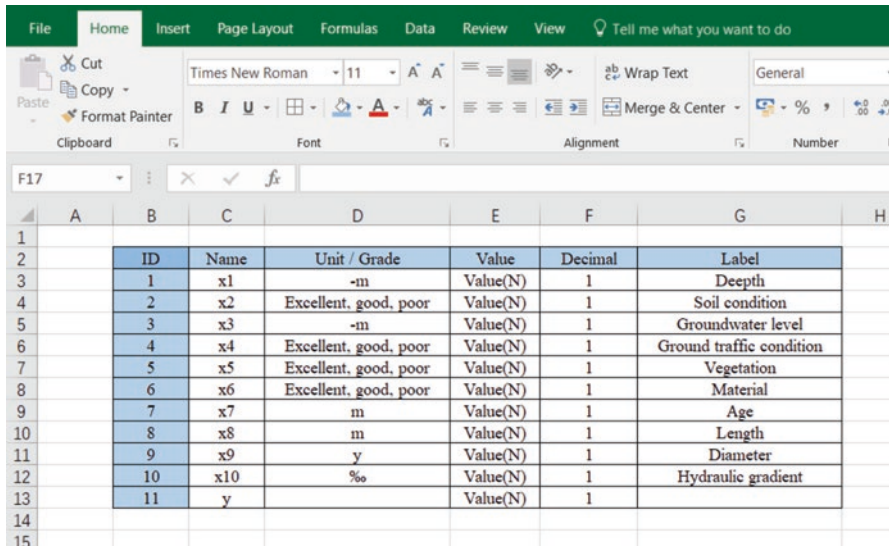 File Home Insert Page Layout Formulas Data Review View Tell me what you want to do
Cut
Copy
Paste
Format Painter
Times New Roman 11 A A
B I U A
ab Wrap Text
Merge & Center
General
% ,
Clipboard Font Alignment Number
F17 fx
A B C D E F G H
1
2 ID Name Unit / Grade Value Decimal Label
3 1 x1 -m Value(N) 1 Deepth
4 2 x2 Excellent, good, poor Value(N) 1 Soil condition
5 3 x3 -m Value(N) 1 Groundwater level
6 4 x4 Excellent, good, poor Value(N) 1 Ground traffic condition
7 5 x5 Excellent, good, poor Value(N) 1 Vegetation
8 6 x6 Excellent, good, poor Value(N) 1 Material
9 7 x7 m Value(N) 1 Age
10 8 x8 m Value(N) 1 Length
11 9 x9 y Value(N) 1 Diameter
12 10 x10 ‰ Value(N) 1 Hydraulic gradient
13 11 y Value(N) 1
14
15